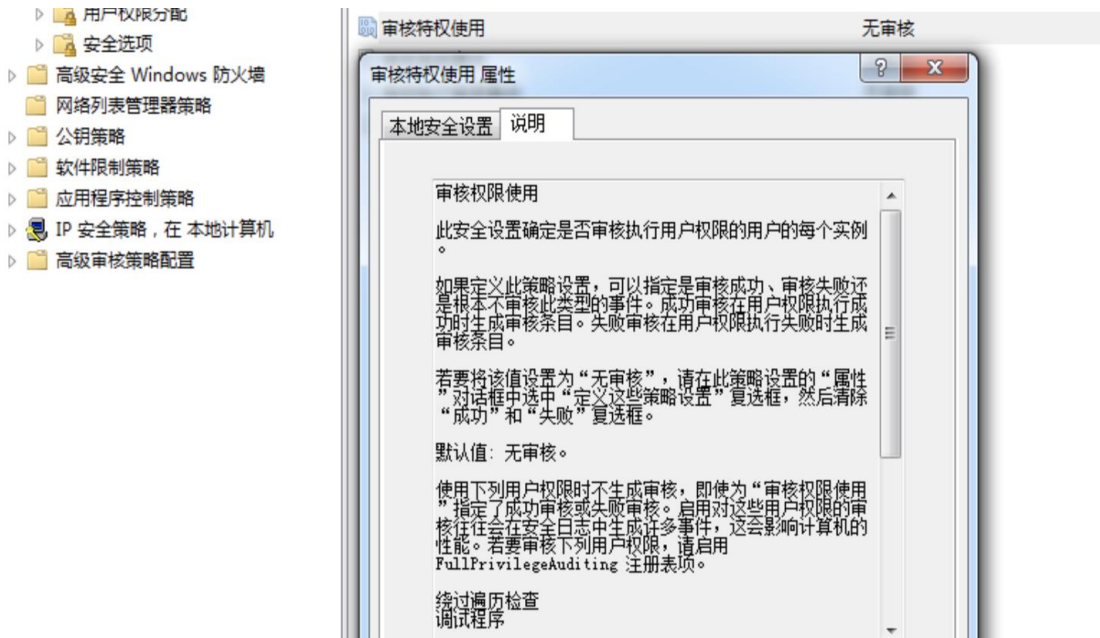 用户权限分配
安全选项
高级安全 Windows 防火墙
网络列表管理器策略
公钥策略
软件限制策略
应用程序控制策略
IP 安全策略，在 本地计算机
高级审核策略配置
审核特权使用 无审核
审核特权使用 属性
本地安全设置 说明
审核权限使用
此安全设置确定是否审核执行用户权限的用户的每个实例
。
如果定义此策略设置，可以指定是审核成功、审核失败还
是根本不审核此类型的事件。成功审核在用户权限执行成
功时生成审核条目。失败审核在用户权限执行失败时生成
审核条目。
若要将该值设置为“无审核”，请在此策略设置的“属性
”对话框中选中“定义这些策略设置”复选框，然后清除
“成功”和“失败”复选框。
默认值: 无审核。
使用下列用户权限时不生成审核，即使为“审核权限使用
”指定了成功审核或失败审核。启用对这些用户权限的审
核往往会在安全日志中生成许多事件，这会影响计算机的
性能。若要审核下列用户权限，请启用
FullPrivilegeAuditing 注册表项。
绕过遍历检查
调试程序